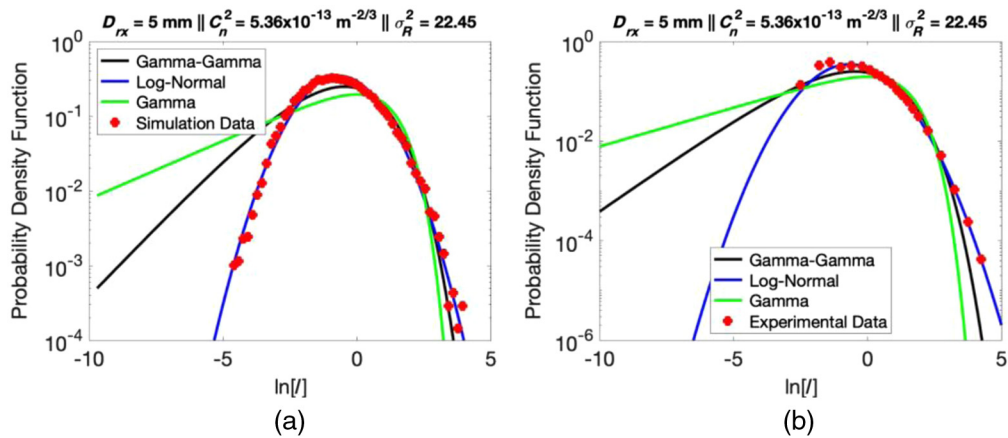 D_rx = 5 mm || C_n^2 = 5.36x10^-13 m^-2/3 || σ_R^2 = 22.45
Probability Density Function
10^0
10^-1
10^-2
10^-3
10^-4
Gamma-Gamma
Log-Normal
Gamma
Simulation Data
-10
-5
0
5
ln[I]
(a)
D_rx = 5 mm || C_n^2 = 5.36x10^-13 m^-2/3 || σ_R^2 = 22.45
Probability Density Function
10^0
10^-2
10^-4
10^-6
Gamma-Gamma
Log-Normal
Gamma
Experimental Data
-10
-5
0
5
ln[I]
(b)